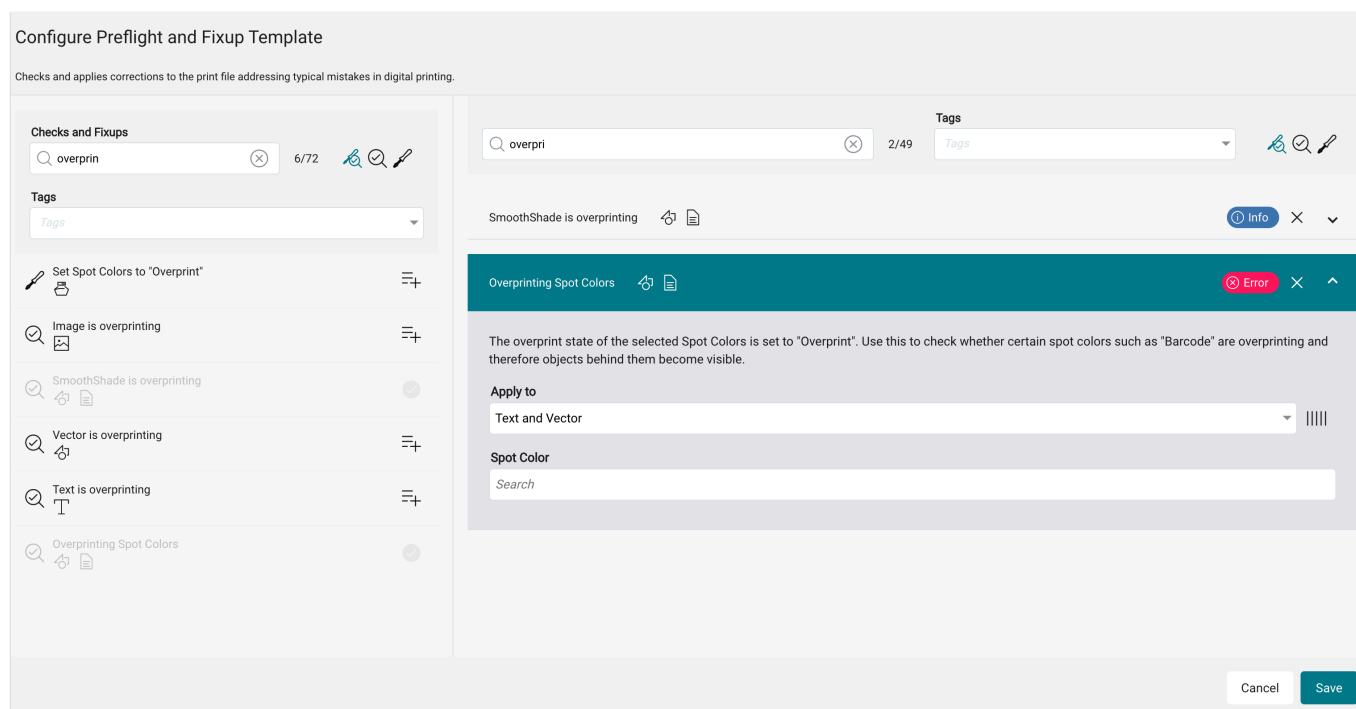 Configure Preflight and Fixup Template
Checks and applies corrections to the print file addressing typical mistakes in digital printing.
Checks and Fixups
overprin
6/72
Tags
Tags
Set Spot Colors to "Overprint"
Image is overprinting
SmoothShade is overprinting
Vector is overprinting
Text is overprinting
Overprinting Spot Colors
Tags
overpri
2/49
Tags
SmoothShade is overprinting
Info
Overprinting Spot Colors
Error
The overprint state of the selected Spot Colors is set to "Overprint". Use this to check whether certain spot colors such as "Barcode" are overprinting and
therefore objects behind them become visible.
Apply to
Text and Vector
Spot Color
Search
Cancel
Save